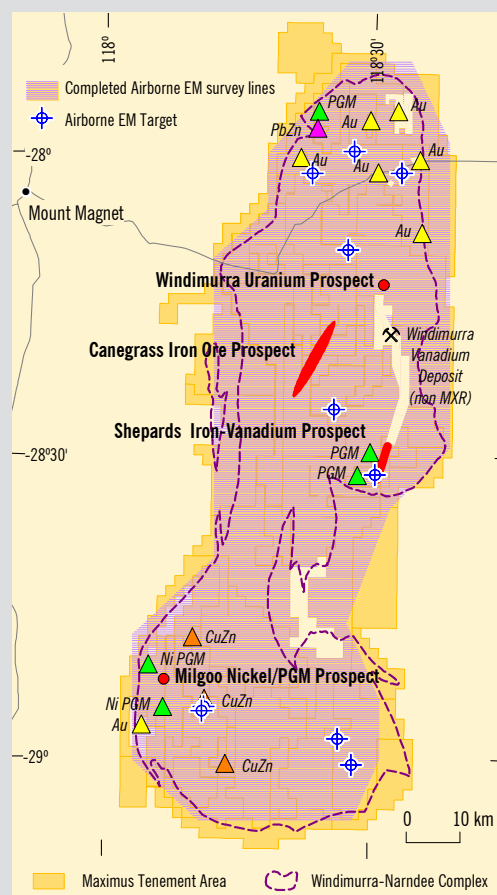 118°
118°30'
Completed Airborne EM survey lines
Airborne EM Target
PGM
Au
Au
PbZn
-28°
Au
Au
Au
Mount Magnet
Au
Windimurra Uranium Prospect
Windimurra
Vanadium
Deposit
(non MXR)
Canegrass Iron Ore Prospect
Shepards Iron-Vanadium Prospect
-28°30'
PGM
PGM
CuZn
Ni PGM
Milgoo Nickel/PGM Prospect
Ni PGM
CuZn
Au
-29°
CuZn
0 10 km
Maximus Tenement Area
Windimurra-Narndee Complex